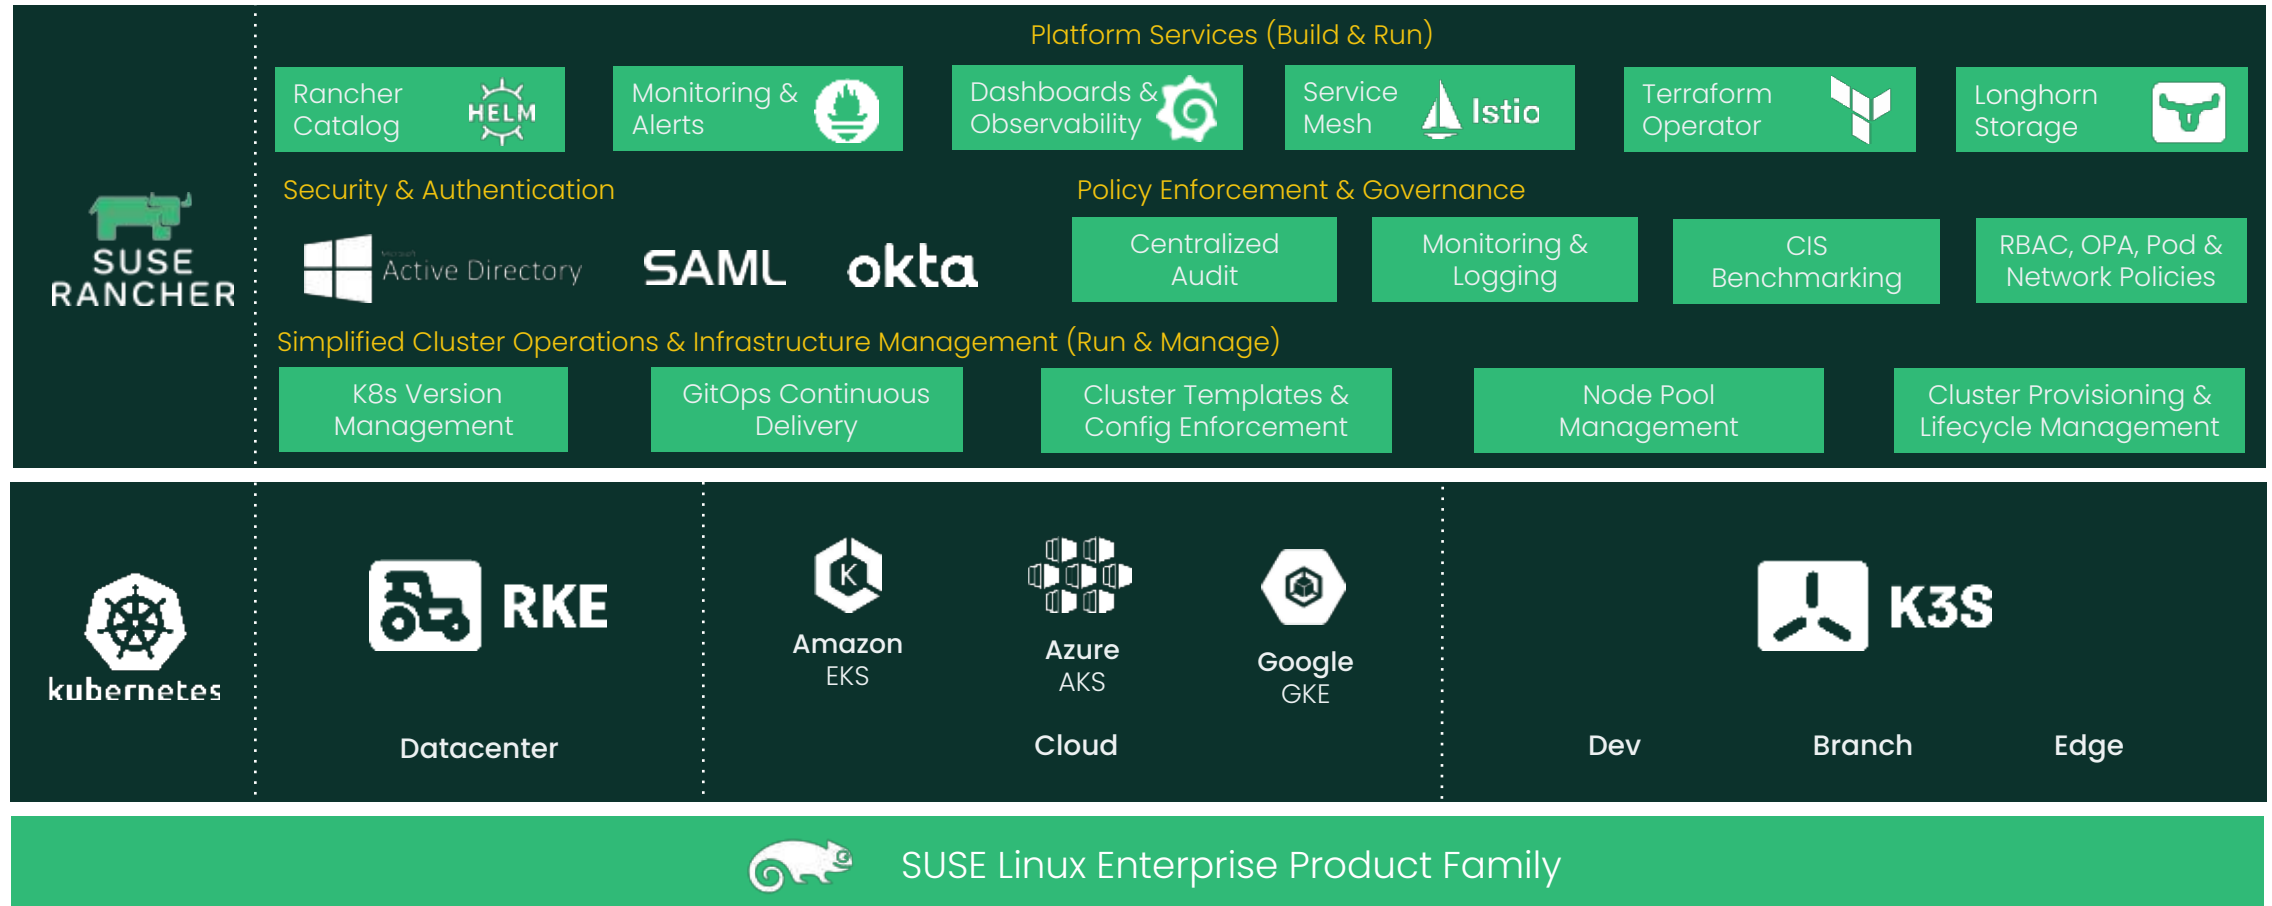 Platform Services (Build & Run)
Rancher
Catalog
HELM
Monitoring &
Alerts
Dashboards &
Observability
Service
Mesh
Istio
Terraform
Operator
Longhorn
Storage
SUSE
RANCHER
Security & Authentication
Microsoft
Active Directory
SAML
okta
Policy Enforcement & Governance
Centralized
Audit
Monitoring &
Logging
CIS
Benchmarking
RBAC, OPA, Pod &
Network Policies
Simplified Cluster Operations & Infrastructure Management (Run & Manage)
K8s Version
Management
GitOps Continuous
Delivery
Cluster Templates &
Config Enforcement
Node Pool
Management
Cluster Provisioning &
Lifecycle Management
kubernetes
RKE
Datacenter
K
Amazon
EKS
Azure
AKS
Google
GKE
Cloud
K3S
Dev
Branch
Edge
SUSE Linux Enterprise Product Family